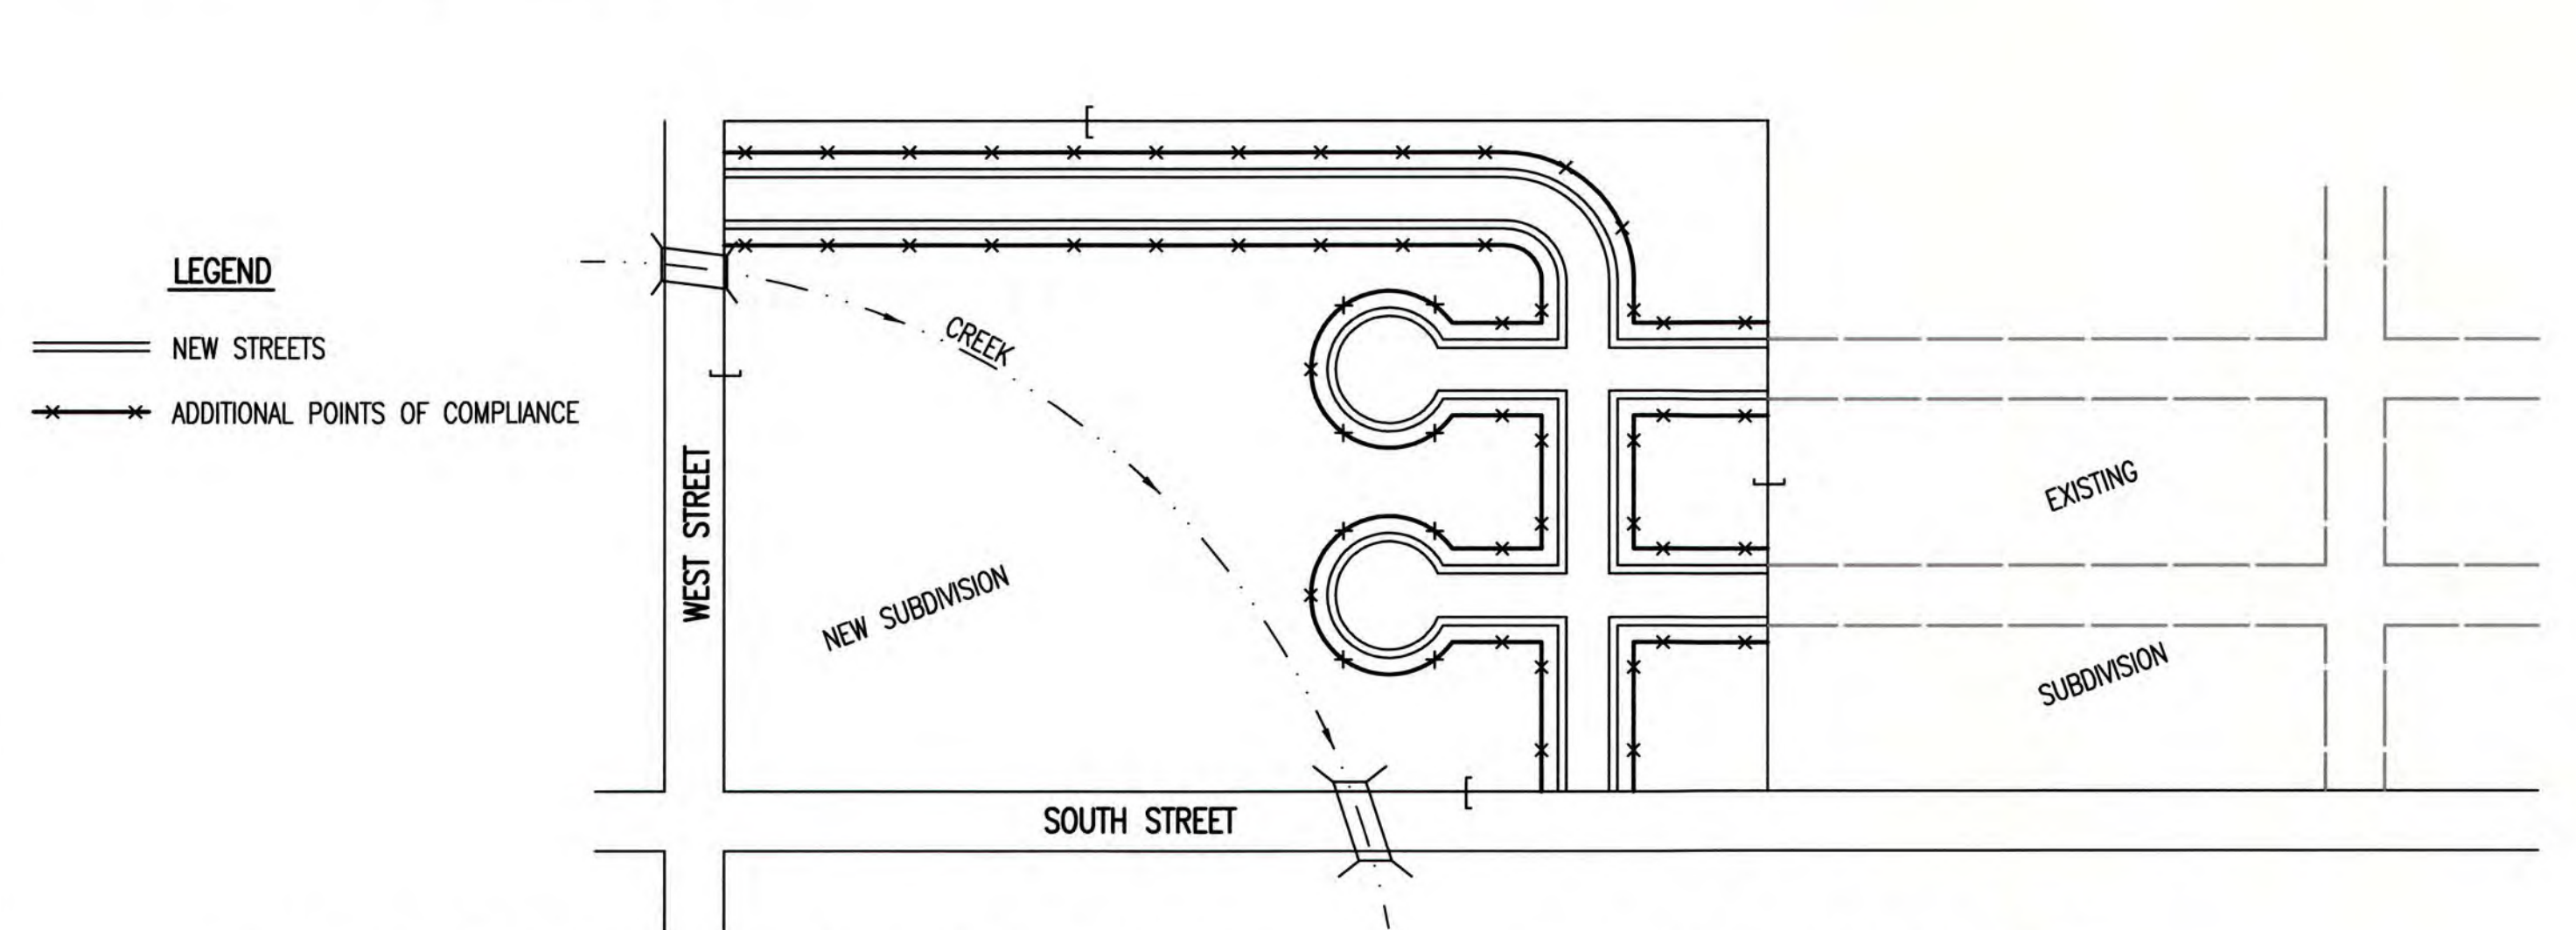 LEGEND
NEW STREETS
ADDITIONAL POINTS OF COMPLIANCE
CREEK
WEST STREET
NEW SUBDIVISION
SOUTH STREET
EXISTING
SUBDIVISION